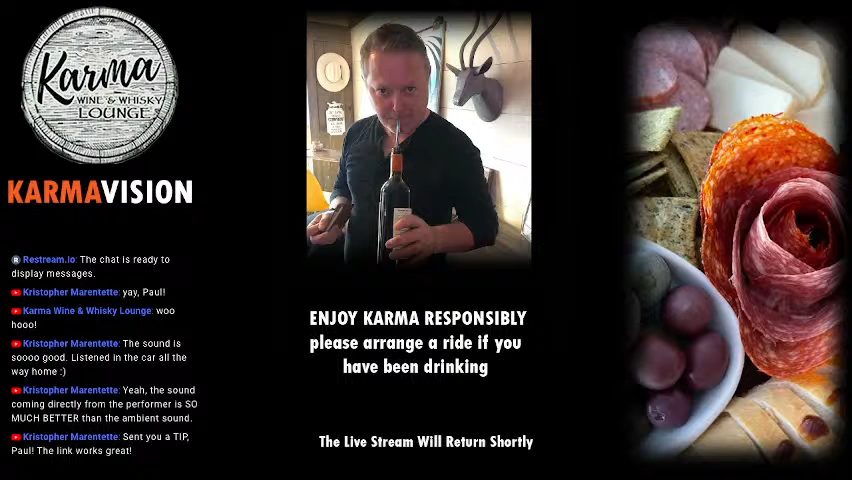 Karma
WINE & WHISKY
LOUNGE
KARMAVISION
Restream.io: The chat is ready to
display messages.
Kristopher Marentette: yay, Paul!
Karma Wine & Whisky Lounge: woo
hooo!
Kristopher Marentette: The sound is
soooo good. Listened in the car all the
way home :)
Kristopher Marentette: Yeah, the sound
coming directly from the performer is SO
MUCH BETTER than the ambient sound.
Kristopher Marentette: Sent you a TIP,
Paul! The link works great!
ENJOY KARMA RESPONSIBLY
please arrange a ride if you
have been drinking
The Live Stream Will Return Shortly